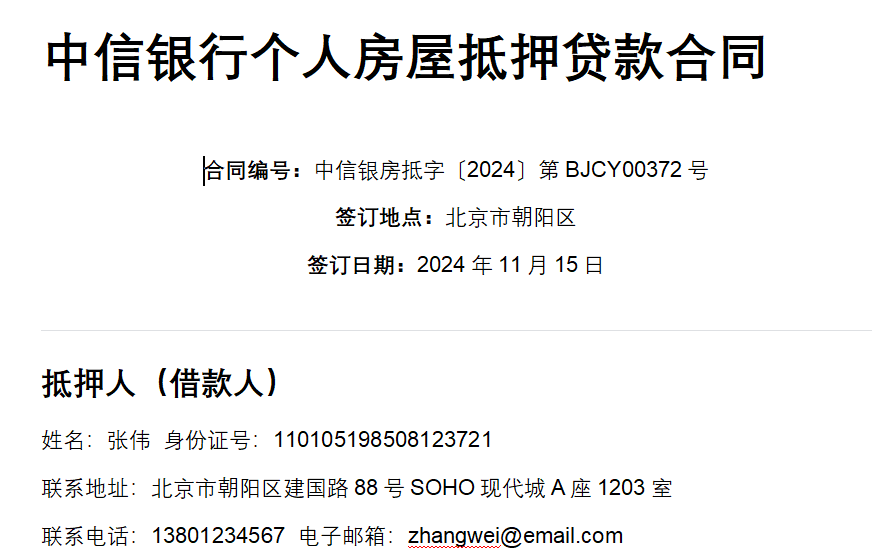 中信银行个人房屋抵押贷款合同
合同编号：中信银房抵字〔2024〕第 BJCY00372 号
签订地点：北京市朝阳区
签订日期：2024 年 11 月 15 日
抵押人（借款人）
姓名：张伟 身份证号：110105198508123721
联系地址：北京市朝阳区建国路 88 号 SOHO 现代城 A 座 1203 室
联系电话：13801234567 电子邮箱：zhangwei@email.com